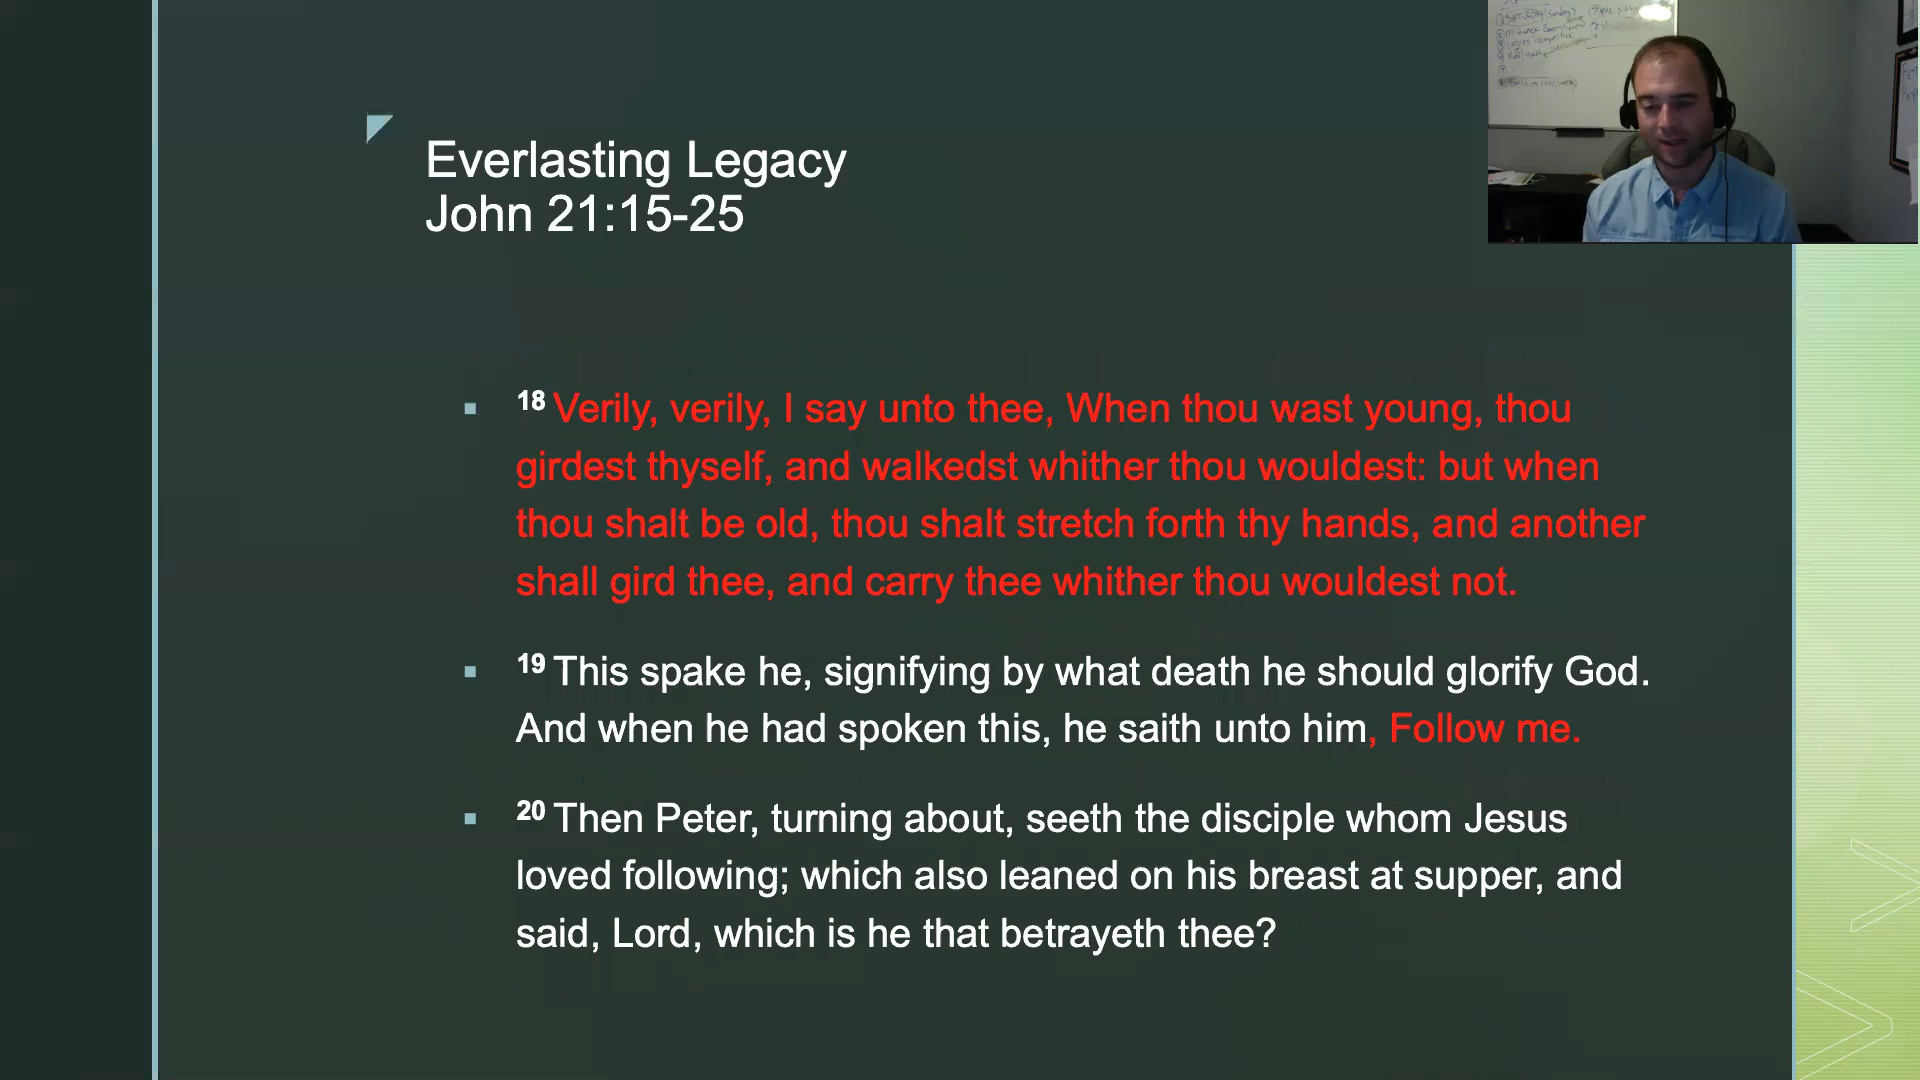 Everlasting Legacy
John 21:15-25
18 Verily, verily, I say unto thee, When thou wast young, thou
girdest thyself, and walkedst whither thou wouldest: but when
thou shalt be old, thou shalt stretch forth thy hands, and another
shall gird thee, and carry thee whither thou wouldest not.
19 This spake he, signifying by what death he should glorify God.
And when he had spoken this, he saith unto him, Follow me.
20 Then Peter, turning about, seeth the disciple whom Jesus
loved following; which also leaned on his breast at supper, and
said, Lord, which is he that betrayeth thee?